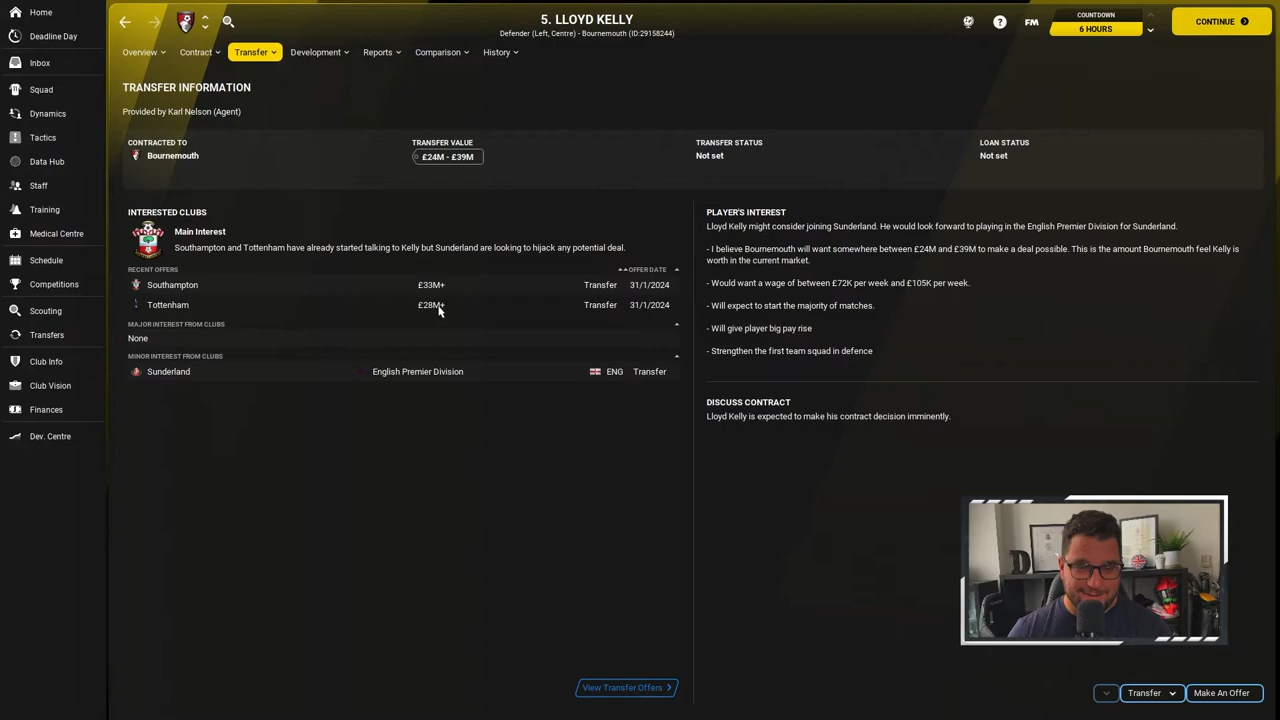 Home
Deadline Day
Inbox
Squad
Dynamics
Tactics
Data Hub
Staff
Training
Medical Centre
Schedule
Competitions
Scouting
Transfers
Club Info
Club Vision
Finances
Dev. Centre
5. LLOYD KELLY
Defender (Left, Centre) - Bournemouth (ID:29158244)
FM
COUNTDOWN
6 HOURS
CONTINUE
Overview
Contract
Transfer
Development
Reports
Comparison
History
TRANSFER INFORMATION
Provided by Karl Nelson (Agent)
CONTRACTED TO
Bournemouth
TRANSFER VALUE
£24M - £39M
TRANSFER STATUS
Not set
LOAN STATUS
Not set
INTERESTED CLUBS
Main Interest
Southampton and Tottenham have already started talking to Kelly but Sunderland are looking to hijack any potential deal.
RECENT OFFERS OFFER DATE
Southampton £33M+ Transfer 31/1/2024
Tottenham £28M+ Transfer 31/1/2024
MAJOR INTEREST FROM CLUBS
None
MINOR INTEREST FROM CLUBS
Sunderland English Premier Division ENG Transfer
View Transfer Offers
PLAYER'S INTEREST
Lloyd Kelly might consider joining Sunderland. He would look forward to playing in the English Premier Division for Sunderland.
- I believe Bournemouth will want somewhere between £24M and £39M to make a deal possible. This is the amount Bournemouth feel Kelly is
worth in the current market.
- Would want a wage of between £72K per week and £105K per week.
- Will expect to start the majority of matches.
- Will give player big pay rise
- Strengthen the first team squad in defence
DISCUSS CONTRACT
Lloyd Kelly is expected to make his contract decision imminently.
D
Transfer
Make An Offer